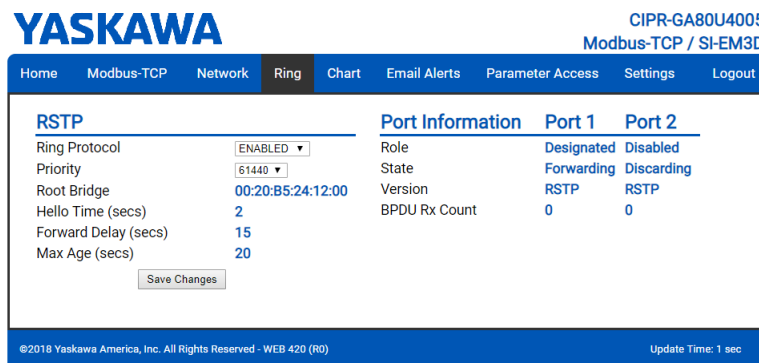 YASKAWA
CIPR-GA80U4005
Modbus-TCP / SI-EM3D
Home Modbus-TCP Network Ring Chart Email Alerts Parameter Access Settings Logout
RSTP
Ring Protocol ENABLED
Priority 61440
Root Bridge 00:20:B5:24:12:00
Hello Time (secs) 2
Forward Delay (secs) 15
Max Age (secs) 20
Save Changes
Port Information Port 1 Port 2
Role Designated Disabled
State Forwarding Discarding
Version RSTP RSTP
BPDU Rx Count 0 0
©2018 Yaskawa America, Inc. All Rights Reserved - WEB 420 (R0)
Update Time: 1 sec